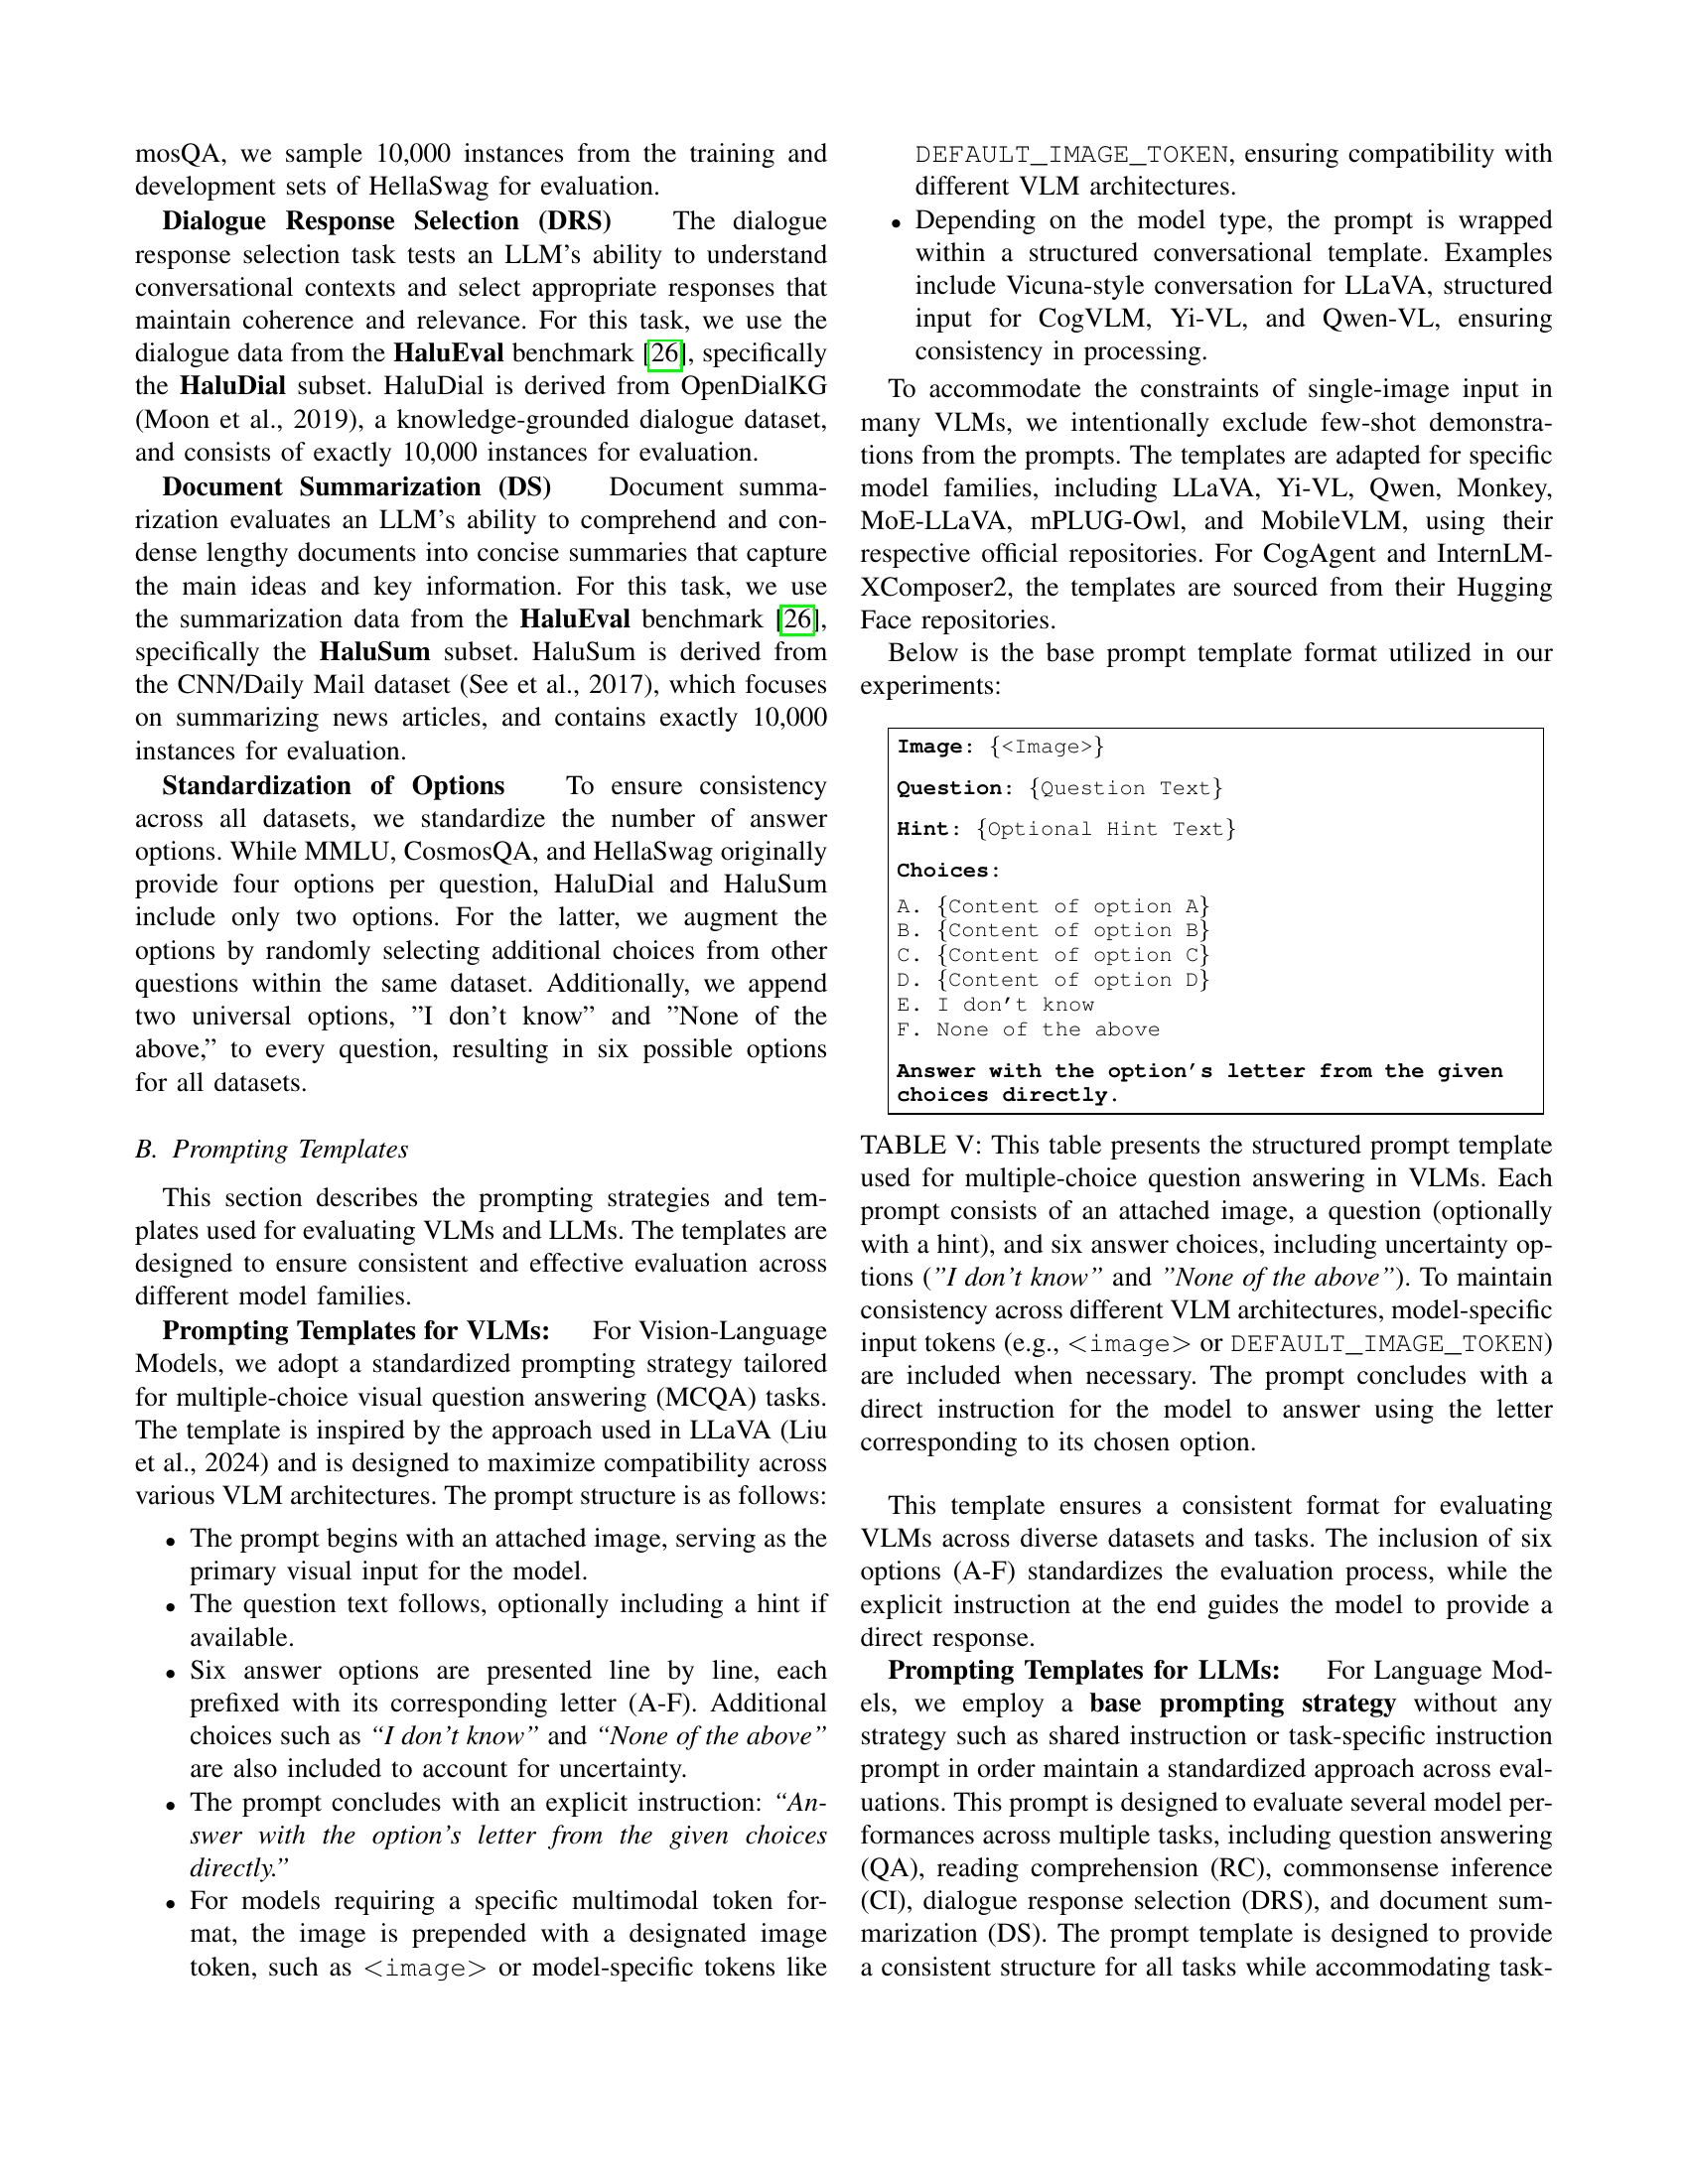 mosQA, we sample 10,000 instances from the training and
development sets of HellaSwag for evaluation.
Dialogue Response Selection (DRS) The dialogue
response selection task tests an LLM's ability to understand
conversational contexts and select appropriate responses that
maintain coherence and relevance. For this task, we use the
dialogue data from the HaluEval benchmark [26], specifically
the HaluDial subset. HaluDial is derived from OpenDialKG
(Moon et al., 2019), a knowledge-grounded dialogue dataset,
and consists of exactly 10,000 instances for evaluation.
Document Summarization (DS) Document summa-
rization evaluates an LLM's ability to comprehend and con-
dense lengthy documents into concise summaries that capture
the main ideas and key information. For this task, we use
the summarization data from the HaluEval benchmark [26],
specifically the HaluSum subset. HaluSum is derived from
the CNN/Daily Mail dataset (See et al., 2017), which focuses
on summarizing news articles, and contains exactly 10,000
instances for evaluation.
Standardization of Options To ensure consistency
across all datasets, we standardize the number of answer
options. While MMLU, CosmosQA, and HellaSwag originally
provide four options per question, HaluDial and HaluSum
include only two options. For the latter, we augment the
options by randomly selecting additional choices from other
questions within the same dataset. Additionally, we append
two universal options, ”I don’t know” and ”None of the
above,” to every question, resulting in six possible options
for all datasets.
B. Prompting Templates
This section describes the prompting strategies and tem-
plates used for evaluating VLMs and LLMs. The templates are
designed to ensure consistent and effective evaluation across
different model families.
Prompting Templates for VLMs: For Vision-Language
Models, we adopt a standardized prompting strategy tailored
for multiple-choice visual question answering (MCQA) tasks.
The template is inspired by the approach used in LLaVA (Liu
et al., 2024) and is designed to maximize compatibility across
various VLM architectures. The prompt structure is as follows:
• The prompt begins with an attached image, serving as the
primary visual input for the model.
• The question text follows, optionally including a hint if
available.
• Six answer options are presented line by line, each
prefixed with its corresponding letter (A-F). Additional
choices such as “I don’t know” and “None of the above”
are also included to account for uncertainty.
• The prompt concludes with an explicit instruction: “An-
swer with the option’s letter from the given choices
directly.”
• For models requiring a specific multimodal token for-
mat, the image is prepended with a designated image
token, such as <image> or model-specific tokens like
DEFAULT_IMAGE_TOKEN, ensuring compatibility with
different VLM architectures.
• Depending on the model type, the prompt is wrapped
within a structured conversational template. Examples
include Vicuna-style conversation for LLaVA, structured
input for CogVLM, Yi-VL, and Qwen-VL, ensuring
consistency in processing.
To accommodate the constraints of single-image input in
many VLMs, we intentionally exclude few-shot demonstra-
tions from the prompts. The templates are adapted for specific
model families, including LLaVA, Yi-VL, Qwen, Monkey,
MoE-LLaVA, mPLUG-Owl, and MobileVLM, using their
respective official repositories. For CogAgent and InternLM-
XComposer2, the templates are sourced from their Hugging
Face repositories.
Below is the base prompt template format utilized in our
experiments:
Image: {<Image>}
Question: {Question Text}
Hint: {Optional Hint Text}
Choices:
A. {Content of option A}
B. {Content of option B}
C. {Content of option C}
D. {Content of option D}
E. I don’t know
F. None of the above
Answer with the option’s letter from the given
choices directly.
TABLE V: This table presents the structured prompt template
used for multiple-choice question answering in VLMs. Each
prompt consists of an attached image, a question (optionally
with a hint), and six answer choices, including uncertainty op-
tions (”I don’t know” and ”None of the above”). To maintain
consistency across different VLM architectures, model-specific
input tokens (e.g., <image> or DEFAULT_IMAGE_TOKEN)
are included when necessary. The prompt concludes with a
direct instruction for the model to answer using the letter
corresponding to its chosen option.
This template ensures a consistent format for evaluating
VLMs across diverse datasets and tasks. The inclusion of six
options (A-F) standardizes the evaluation process, while the
explicit instruction at the end guides the model to provide a
direct response.
Prompting Templates for LLMs: For Language Mod-
els, we employ a base prompting strategy without any
strategy such as shared instruction or task-specific instruction
prompt in order maintain a standardized approach across eval-
uations. This prompt is designed to evaluate several model per-
formances across multiple tasks, including question answering
(QA), reading comprehension (RC), commonsense inference
(CI), dialogue response selection (DRS), and document sum-
marization (DS). The prompt template is designed to provide
a consistent structure for all tasks while accommodating task-